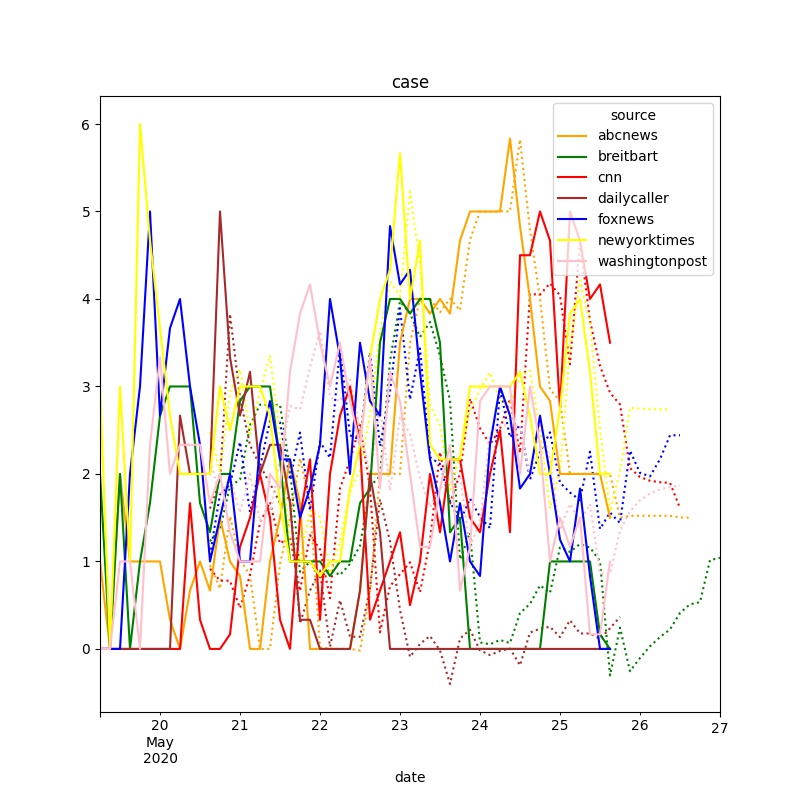 case
source
abcnews
breitbart
cnn
dailycaller
foxnews
newyorktimes
washingtonpost
6
5
4
3
2
1
0
20 21 22 23 24 25 26 27
May
2020
date